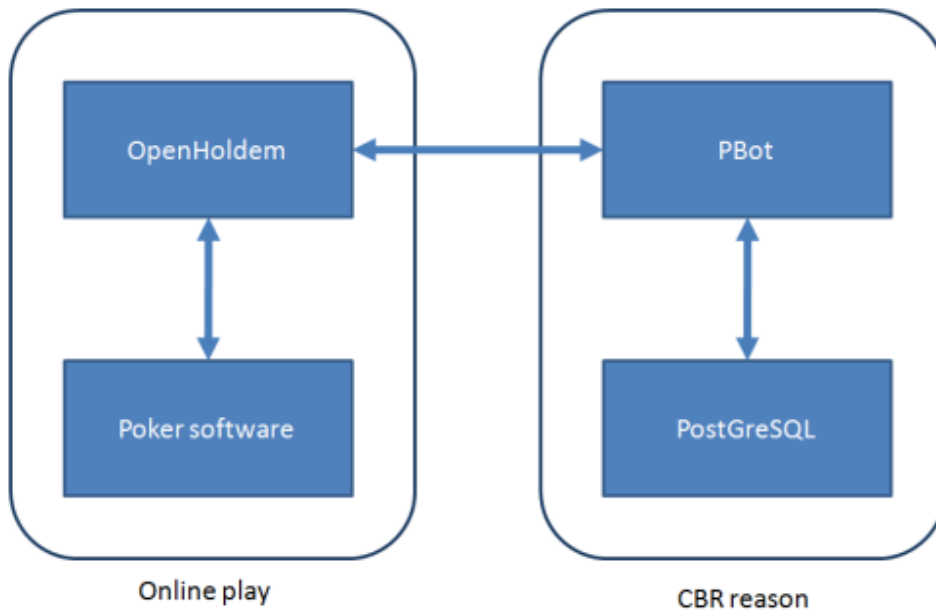 OpenHoldem
PBot
Poker software
PostGreSQL
Online play
CBR reason